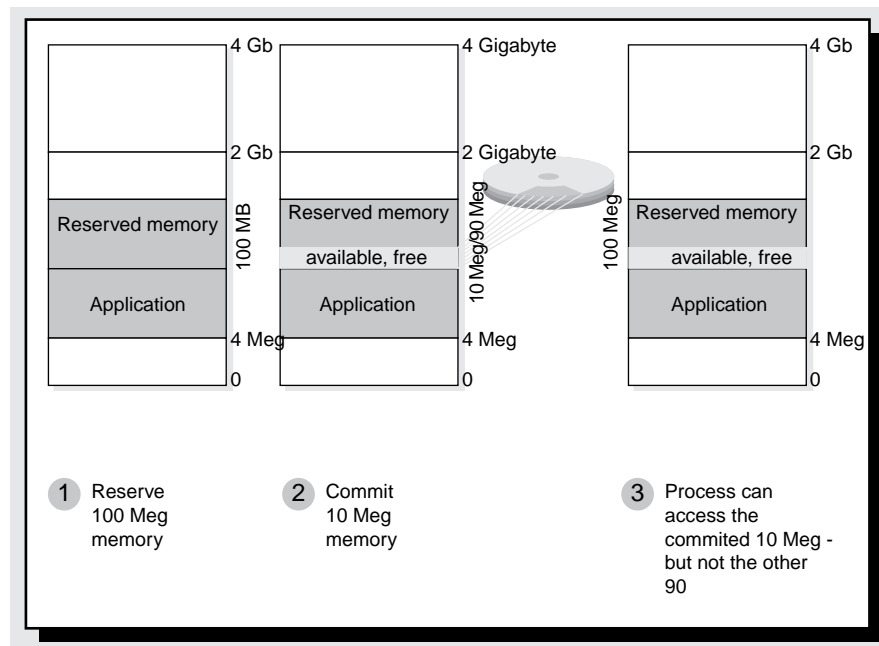 4 Gb
2 Gb
Reserved memory
100 MB
Application
4 Meg
0
4 Gigabyte
2 Gigabyte
Reserved memory
10 Meg/90 Meg
available, free
Application
4 Meg
0
4 Gb
2 Gb
100 Meg
Reserved memory
available, free
Application
4 Meg
0
1 Reserve
100 Meg
memory
2 Commit
10 Meg
memory
3 Process can
access the
commited 10 Meg -
but not the other
90